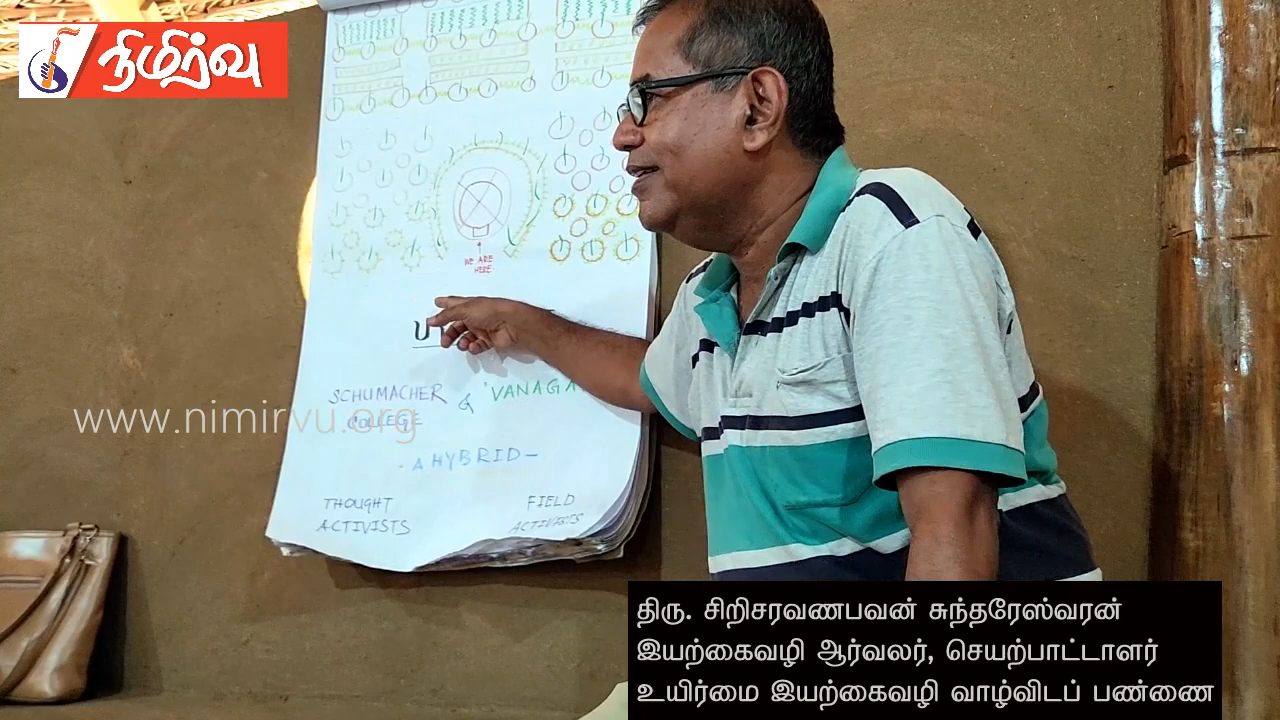 நிமிர்வு
WE ARE
HERE
SCHUMACHER & 'VANAGA
COLLEGE
www.nimirvu.org
- A HYBRID -
THOUGHT FIELD
ACTIVISTS ACTIVISTS
திரு. சிறிசரவணபவன் சுந்தரேஸ்வரன்
இயற்கைவழி ஆர்வலர், செயற்பாட்டாளர்
உயிர்மை இயற்கைவழி வாழ்விடப் பண்ணை